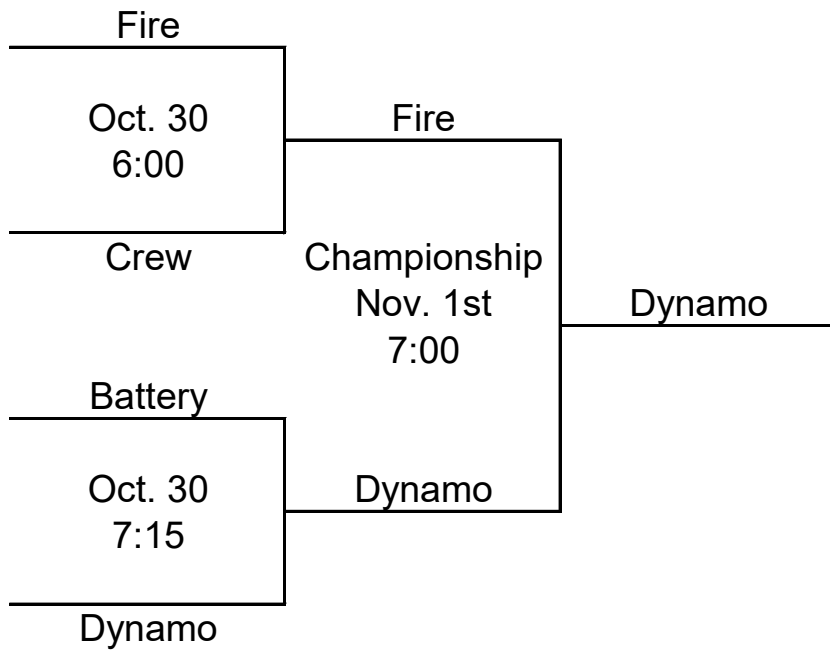 Fire
Oct. 30
6:00
Crew
Fire
Championship
Nov. 1st
7:00
Dynamo
Battery
Oct. 30
7:15
Dynamo
Dynamo